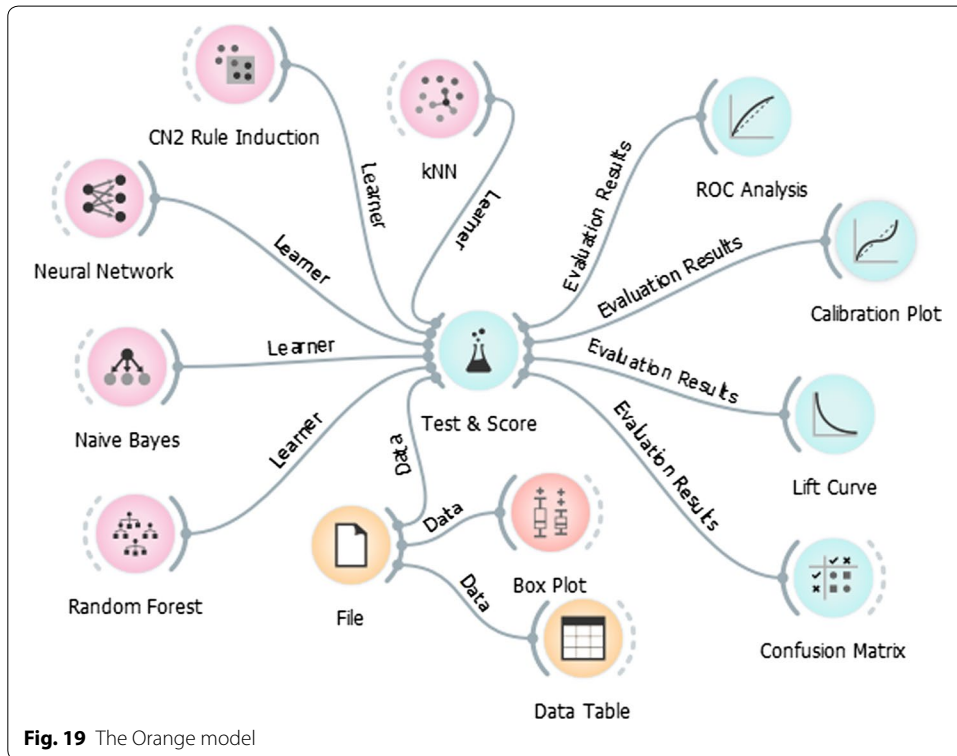 CN2 Rule Induction
kNN
ROC Analysis
Learner
Learner
Evaluation Results
Neural Network
Learner
Evaluation Results
Calibration Plot
Learner
Evaluation Results
Naive Bayes
Test & Score
Learner
Data
Evaluation Results
Lift Curve
Random Forest
File
Data
Box Plot
Data
Confusion Matrix
Data Table
Fig. 19 The Orange model